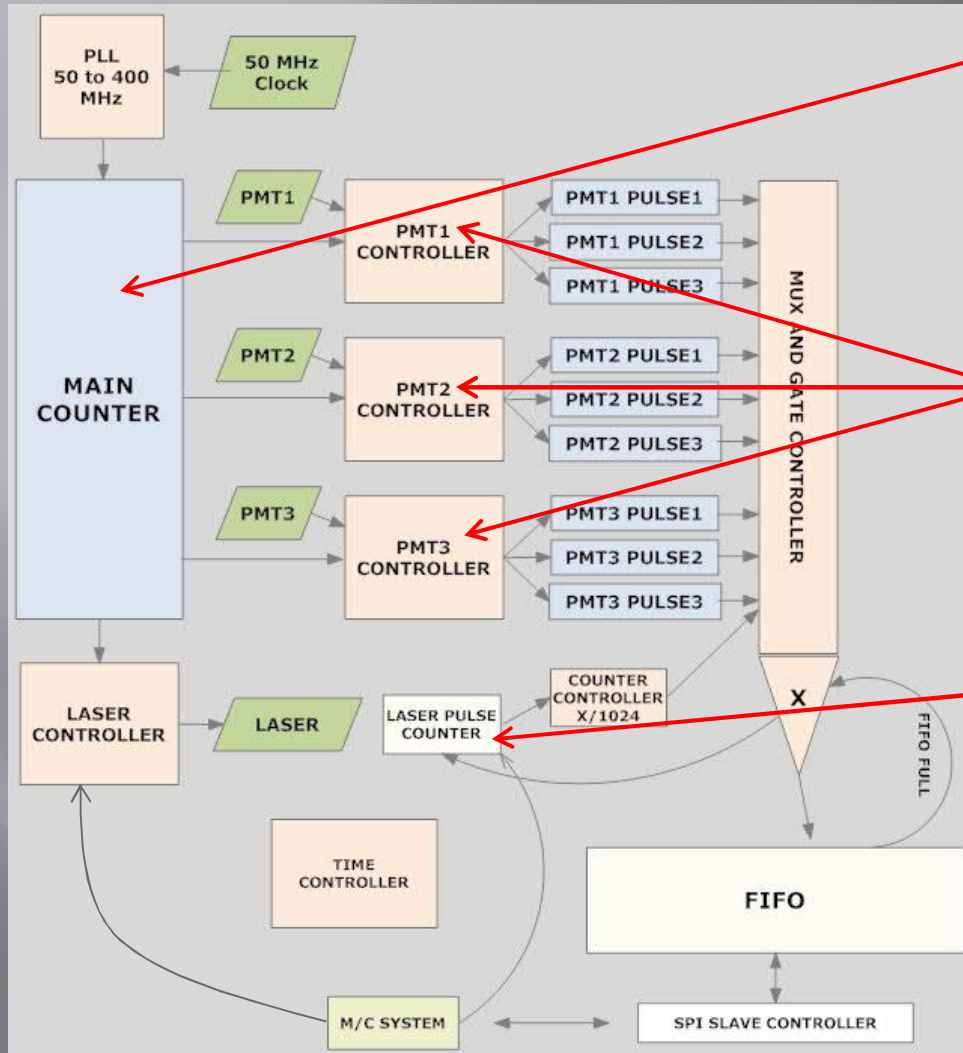 PLL
50 to 400
MHz
50 MHz
Clock
MAIN
COUNTER
PMT1
PMT1
CONTROLLER
PMT1 PULSE1
PMT1 PULSE2
PMT1 PULSE3
PMT2
PMT2
CONTROLLER
PMT2 PULSE1
PMT2 PULSE2
PMT2 PULSE3
PMT3
PMT3
CONTROLLER
PMT3 PULSE1
PMT3 PULSE2
PMT3 PULSE3
MUX AND GATE CONTROLLER
LASER
CONTROLLER
LASER
LASER PULSE
COUNTER
COUNTER
CONTROLLER
X/1024
X
FIFO FULL
TIME
CONTROLLER
FIFO
M/C SYSTEM
SPI SLAVE CONTROLLER